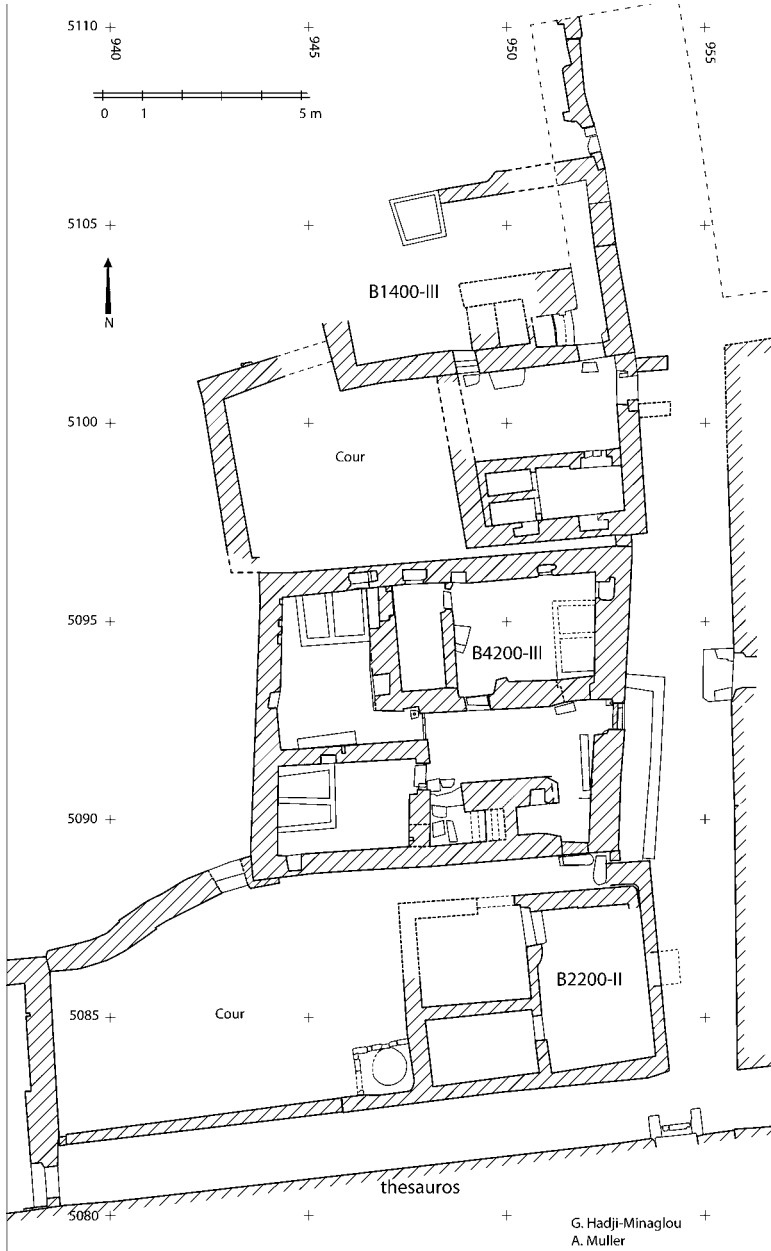 5110
940
945
950
955
0 1 5 m
5105
N
B1400-III
5100
Cour
5095
B4200-III
5090
B2200-II
5085
Cour
thesauros
5080
G. Hadji-Minaglou
A. Muller